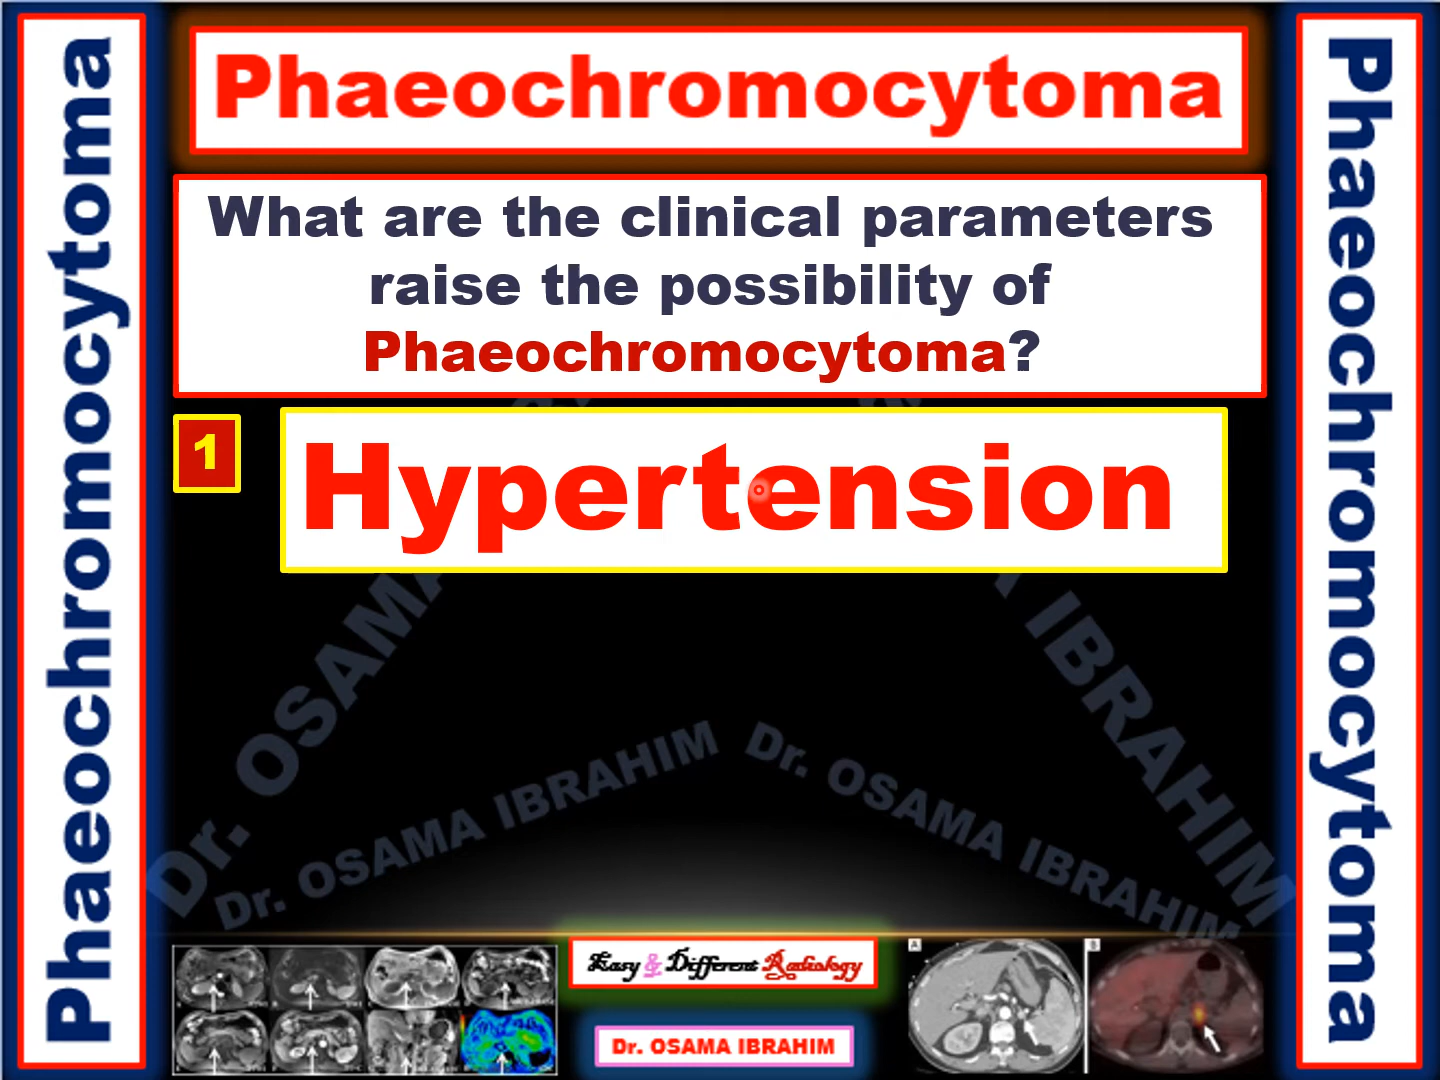 Phaeochromocytoma
Phaeochromocytoma
What are the clinical parameters
raise the possibility of
Phaeochromocytoma?
1
Hypertension
Phaeochromocytoma
Dr. OSAMA IBRAHIM
Dr. OSAMA IBRAHIM
Dr. OSAMA
IBRAHIM
Easy & Different Radiology
Dr. OSAMA IBRAHIM
A
B